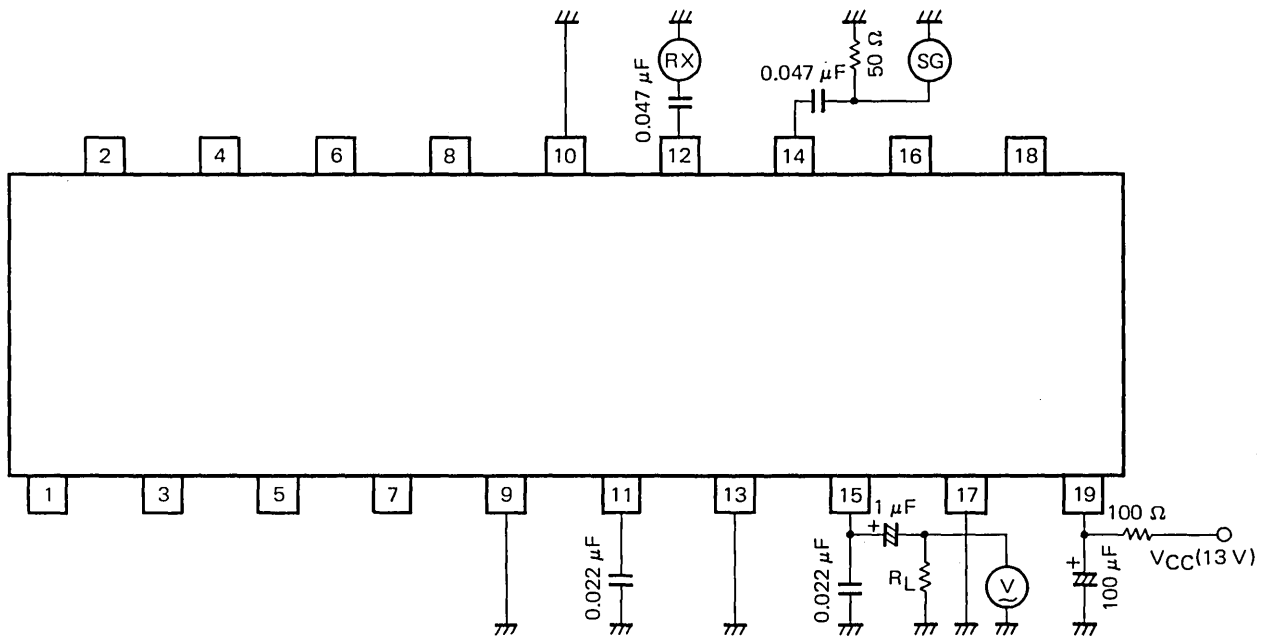 RX
0.047 µF
0.047 µF
50 Ω
SG
2 4 6 8 10 12 14 16 18
1 3 5 7 9 11 13 15 17 19
0.022 µF
0.022 µF
1 µF
+
RL
V
+
100 µF
100 Ω
VCC(13 V)